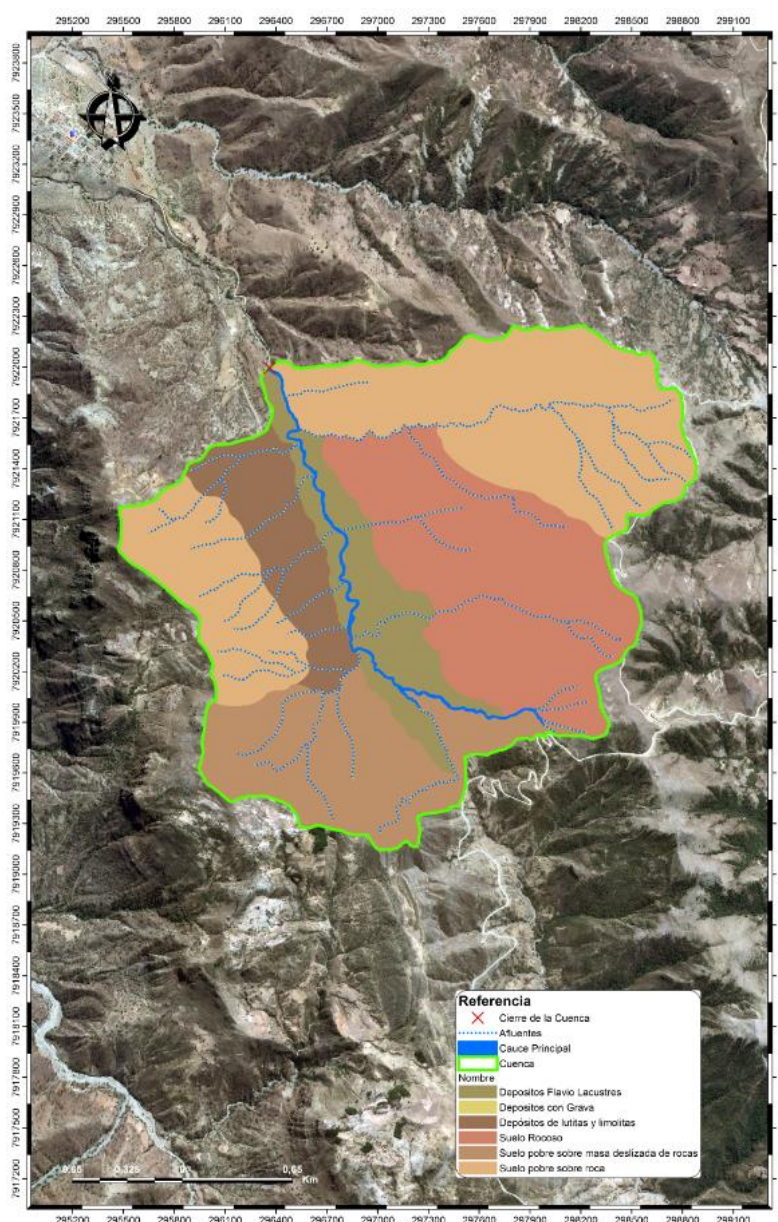 295200 295500 295800 296100 296400 296700 297000 297300 297600 297900 298200 298500 298800 299100
7923800
7923500
7923200
7922900
7922600
7922300
7922000
7921700
7921400
7921100
7920800
7920500
7920200
7919900
7919600
7919300
7919000
7918700
7918400
7918100
7917800
7917500
7917200
Referencia
Cierre de la Cuenca
Afluentes
Cauce Principal
Cuenca
Nombre
Depositos Flavio Lacustres
Depositos con Grava
Depósitos de lutitas y limolitas
Suelo Rocoso
Suelo pobre sobre masa deslizada de rocas
Suelo pobre sobre roca
0.65 0.325 0 0.65
Km
295200 295500 295800 296100 296400 296700 297000 297300 297600 297900 298200 298500 298800 299100